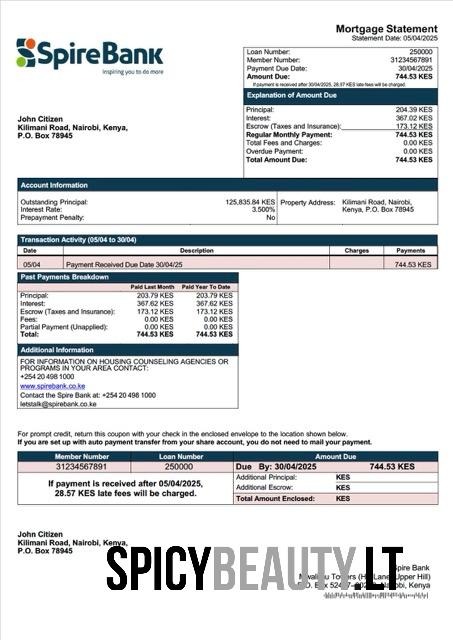 Mortgage Statement
Statement Date: 05/04/2025
SpireBank
Inspiring you to do more
Loan Number: 250000
Member Number: 31234567891
Payment Due Date: 30/04/2025
Amount Due: 744.53 KES
If payment is received after 30/04/2025, 28.57 KES late fees will be charged.
John Citizen
Kilimani Road, Nairobi, Kenya,
P.O. Box 78945
Explanation of Amount Due
Principal: 204.39 KES
Interest: 367.02 KES
Escrow (Taxes and Insurance): 173.12 KES
Regular Monthly Payment: 744.53 KES
Total Fees and Charges: 0.00 KES
Overdue Payment: 0.00 KES
Total Amount Due: 744.53 KES
Account Information
Outstanding Principal: 125,835.84 KES
Interest Rate: 3.500%
Prepayment Penalty: No
Property Address: Kilimani Road, Nairobi,
Kenya, P.O. Box 78945
Transaction Activity (05/04 to 30/04)
Date Description Charges Payments
05/04 Payment Received Due Date 30/04/25 744.53 KES
Past Payments Breakdown
Paid Last Month Paid Year To Date
Principal: 203.79 KES 203.79 KES
Interest: 367.62 KES 367.62 KES
Escrow (Taxes and Insurance): 173.12 KES 173.12 KES
Fees: 0.00 KES 0.00 KES
Partial Payment (Unapplied): 0.00 KES 0.00 KES
Total: 744.53 KES 744.53 KES
Additional Information
FOR INFORMATION ON HOUSING COUNSELING AGENCIES OR
PROGRAMS IN YOUR AREA CONTACT:
+254 20 498 1000
www.spirebank.co.ke
Contact the Spire Bank at: +254 20 498 1000
letstalk@spirebank.co.ke
For prompt credit, return this coupon with your check in the enclosed envelope to the location shown below.
If you are set up with auto payment transfer from your share account, you do not need to mail your payment.
Member Number Loan Number Amount Due
31234567891 250000 Due By: 30/04/2025 744.53 KES
If payment is received after 05/04/2025,
28.57 KES late fees will be charged.
Additional Principal: KES
Additional Escrow: KES
Total Amount Enclosed: KES
John Citizen
Kilimani Road, Nairobi, Kenya,
P.O. Box 78945
SPICYBEAUTY.LT
Spire Bank
Towers Upper Hill)
P.O. Box Kenya